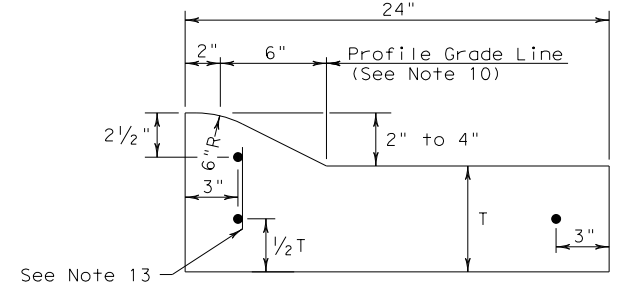 24"
2"
6"
Profile Grade Line
(See Note 10)
2½"
6"R
2" to 4"
3"
T
½T
3"
See Note 13